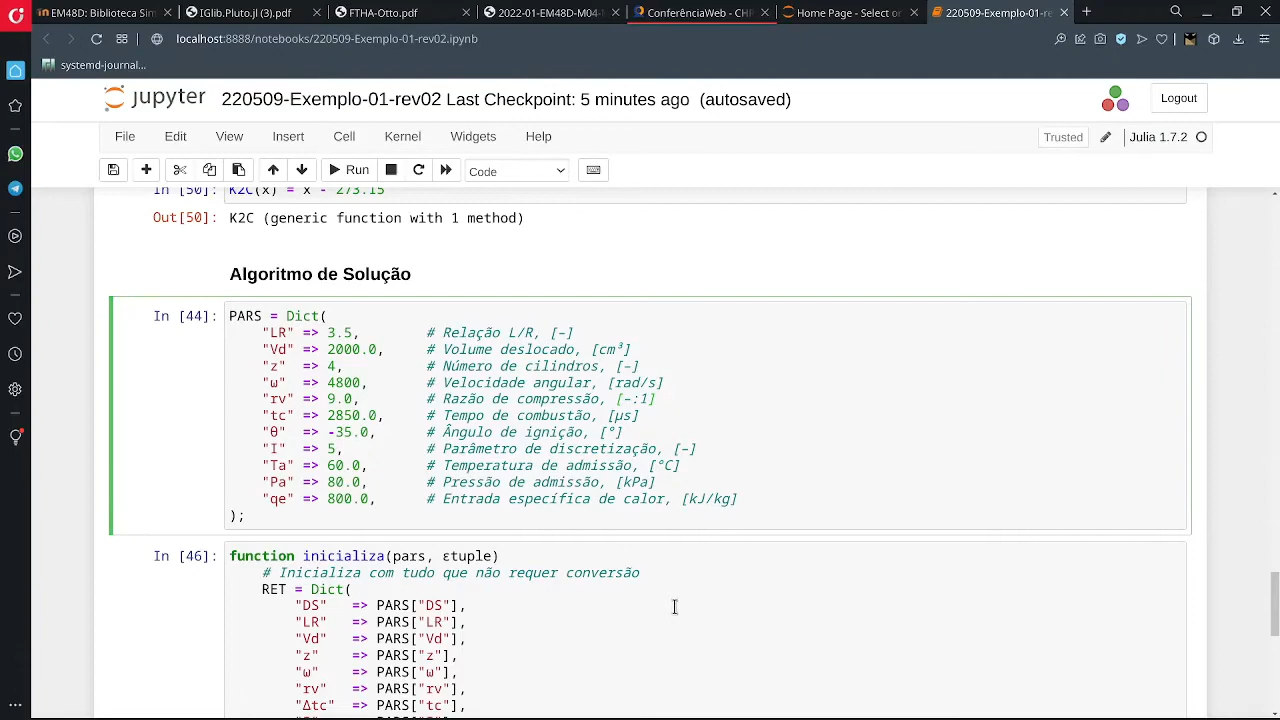 EM48D: Biblioteca Sim
IGlib.Pluto.jl (3).pdf
FTHA-Otto.pdf
2022-01-EM48D-M04-
ConferênciaWeb - CHP
Home Page - Select or
220509-Exemplo-01-re
localhost:8888/notebooks/220509-Exemplo-01-rev02.ipynb
systemd-journal...
jupyter 220509-Exemplo-01-rev02 Last Checkpoint: 5 minutes ago (autosaved)
Logout
File Edit View Insert Cell Kernel Widgets Help
Trusted Julia 1.7.2
Run Code
In [50]: K2C(x) = x - 273.15
Out[50]: K2C (generic function with 1 method)
Algoritmo de Solução
In [44]: PARS = Dict(
"LR" => 3.5, # Relação L/R, [-]
"Vd" => 2000.0, # Volume deslocado, [cm³]
"z" => 4, # Número de cilindros, [-]
"ω" => 4800, # Velocidade angular, [rad/s]
"rv" => 9.0, # Razão de compressão, [-:1]
"tc" => 2850.0, # Tempo de combustão, [μs]
"θ" => -35.0, # Ângulo de ignição, [°]
"I" => 5, # Parâmetro de discretização, [-]
"Ta" => 60.0, # Temperatura de admissão, [°C]
"Pa" => 80.0, # Pressão de admissão, [kPa]
"qe" => 800.0, # Entrada específica de calor, [kJ/kg]
);
In [46]: function inicializa(pars, εtuple)
# Inicializa com tudo que não requer conversão
RET = Dict(
"DS" => PARS["DS"],
"LR" => PARS["LR"],
"Vd" => PARS["Vd"],
"z" => PARS["z"],
"ω" => PARS["ω"],
"rv" => PARS["rv"],
"Δtc" => PARS["tc"],